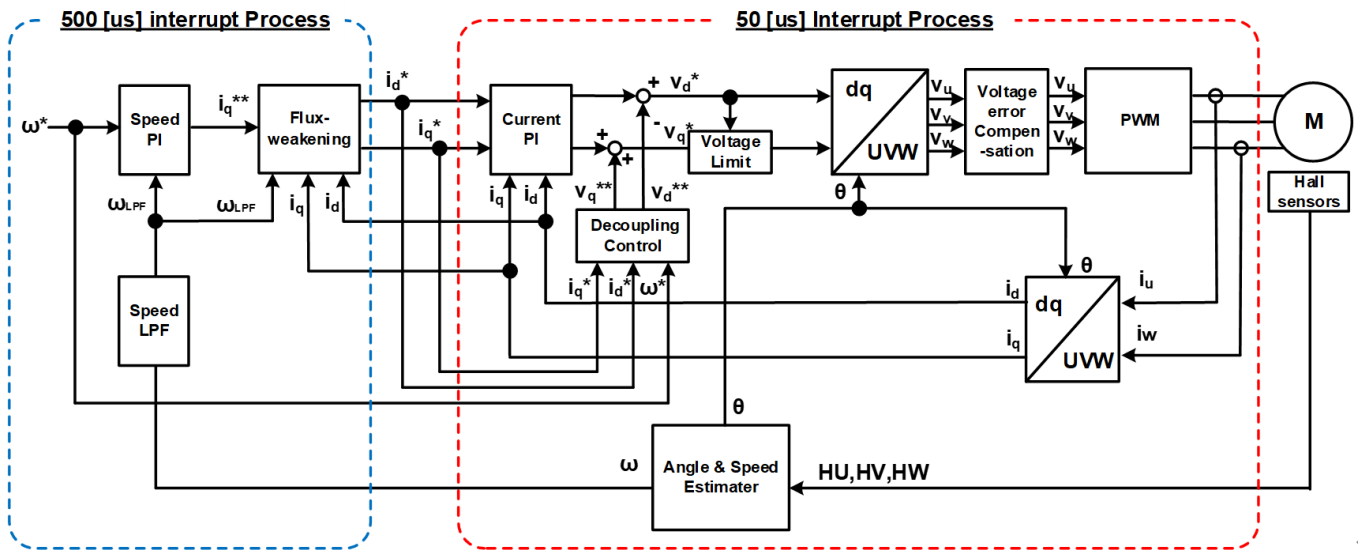 500 [us] interrupt Process
50 [us] Interrupt Process
ω*
Speed
PI
iq**
Flux-
weakening
id*
iq*
Current
PI
+
vd*
-
+
+
vq*
Voltage
Limit
dq
UVW
vu
vv
vw
Voltage
error
Compen
-sation
vu
vv
vw
PWM
M
Hall
sensors
ωLPF
ωLPF
iq
id
iq
id
vq**
vd**
Decoupling
Control
θ
θ
Speed
LPF
iq*
id*
ω*
id
iq
dq
UVW
iu
iw
θ
ω
Angle & Speed
Estimater
HU,HV,HW